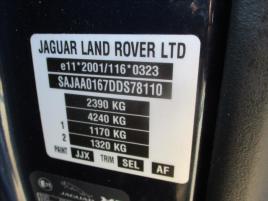 JAGUAR LAND ROVER LTD
e11*2001/116*0323
SAJAA0167DDS78110
2390 KG
4240 KG
1 1170 KG
2 1320 KG
PAINT JJX TRIM SEL AF
JAGUAR